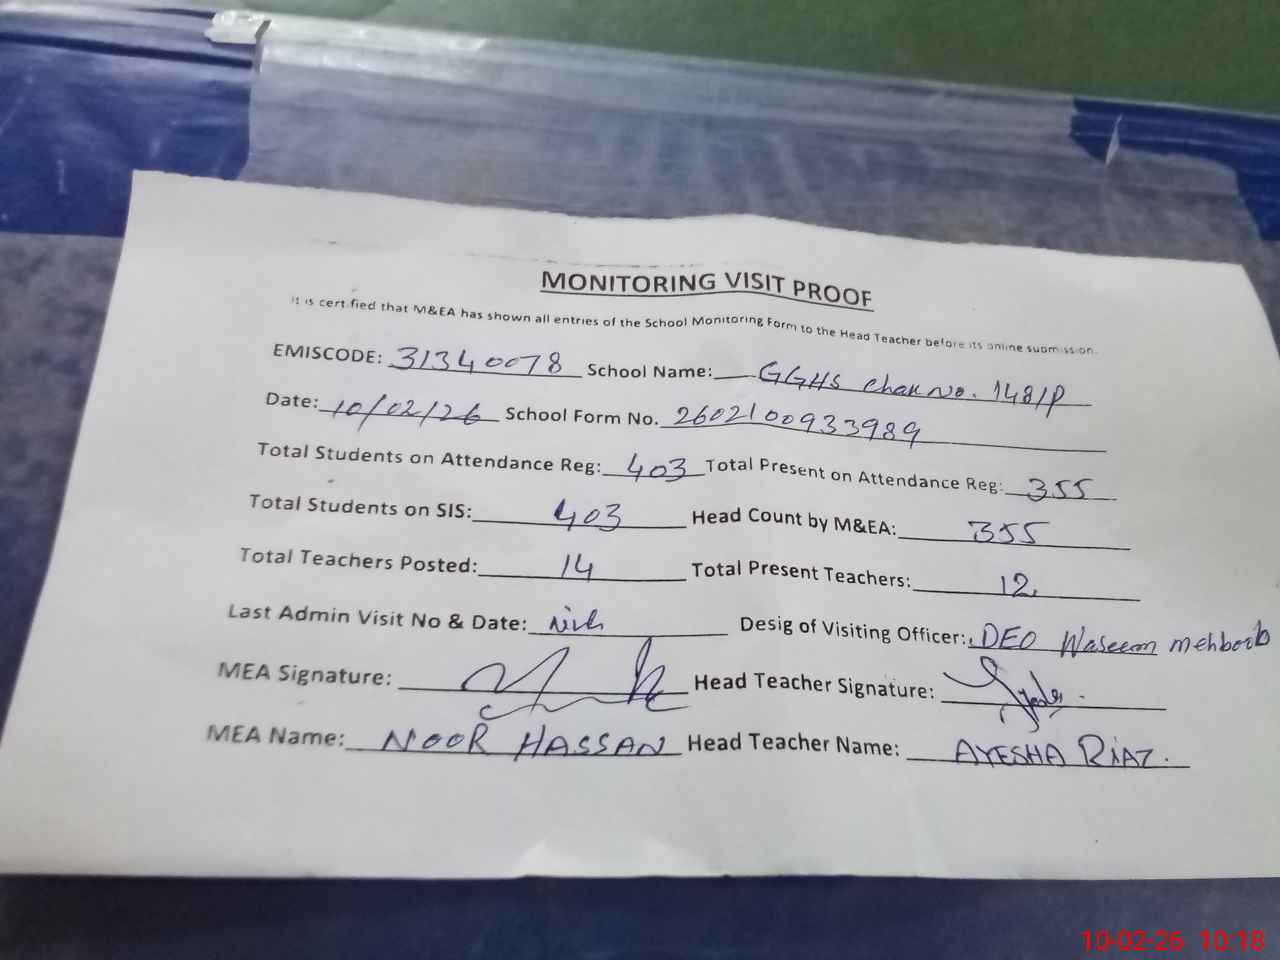 MONITORING VISIT PROOF
It is certified that M&EA has shown all entries of the School Monitoring Form to the Head Teacher before its online submission.
EMISCODE: 31340078 School Name: GGHS Chak No. 148/P
Date: 10/02/26 School Form No. 2602100933989
Total Students on Attendance Reg: 403 Total Present on Attendance Reg: 355
Total Students on SIS: 403 Head Count by M&EA: 355
Total Teachers Posted: 14 Total Present Teachers: 12
Last Admin Visit No & Date: Desig of Visiting Officer: DEO Waseem mehboob
MEA Signature: Head Teacher Signature:
MEA Name: NOOR HASSAN Head Teacher Name: AYESHA RiAZ.
10-02-26 10:18